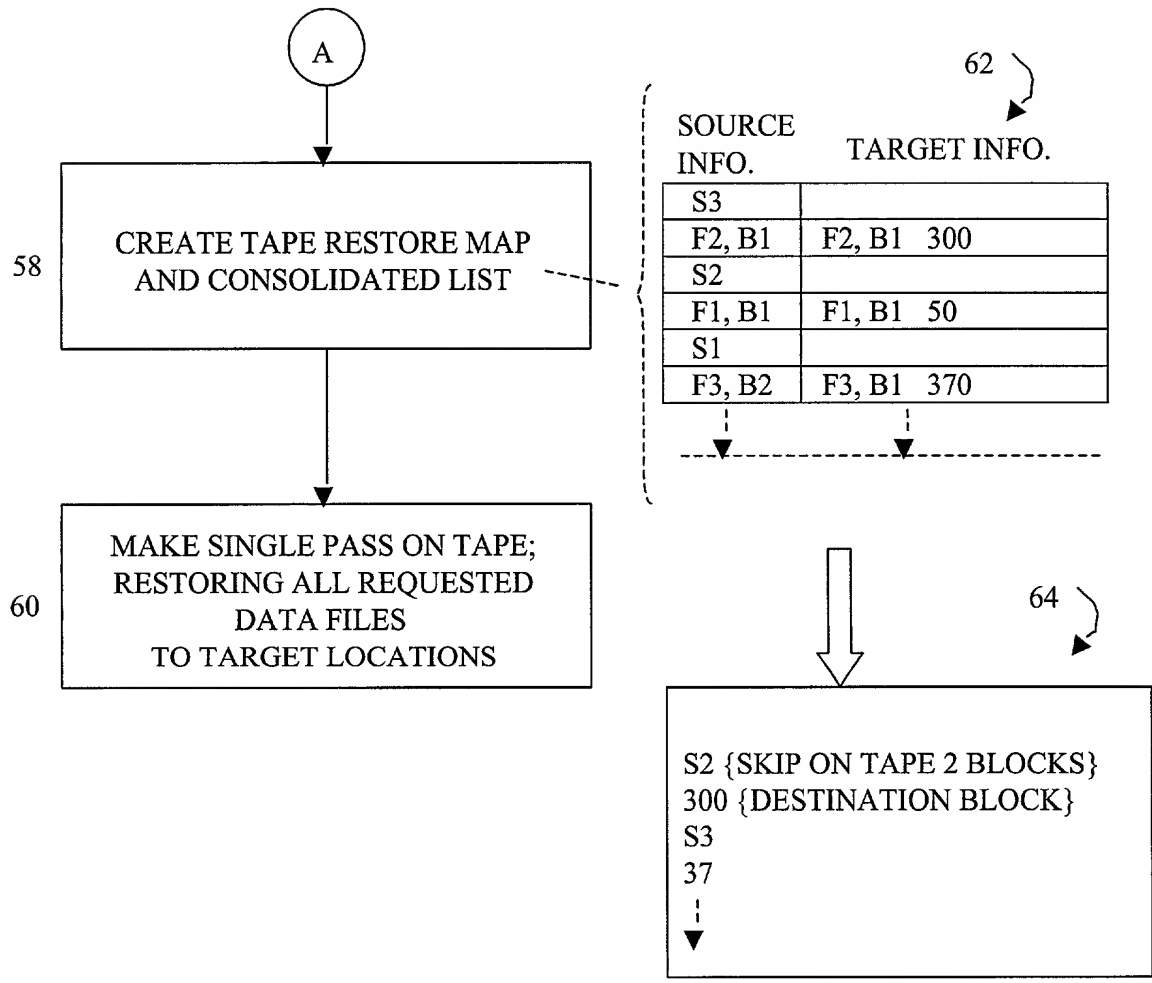 A
58
CREATE TAPE RESTORE MAP
AND CONSOLIDATED LIST
60
MAKE SINGLE PASS ON TAPE;
RESTORING ALL REQUESTED
DATA FILES
TO TARGET LOCATIONS
62
SOURCE
INFO.
TARGET INFO.
S3
F2, B1 F2, B1 300
S2
F1, B1 F1, B1 50
S1
F3, B2 F3, B1 370
64
S2 {SKIP ON TAPE 2 BLOCKS}
300 {DESTINATION BLOCK}
S3
37